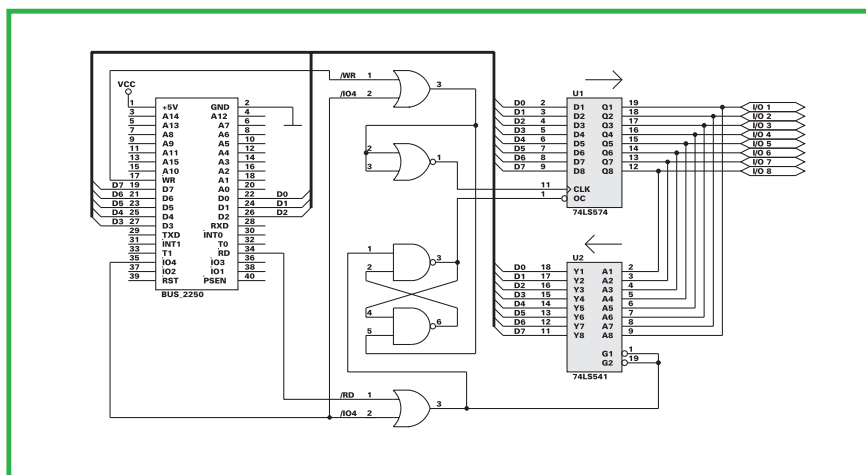 VCC
1 +5V GND 2
3 A14 A12 4
5 A13 A7 6
7 A8 A6 8
9 A9 A5 10
11 A11 A4 12
13 A15 A3 14
15 A10 A2 16
17 WR A1 18
D7 19 D7 A0 20
D6 21 D6 D0 22 D0
D5 23 D5 D1 24 D1
D4 25 D4 D2 26 D2
D3 27 D3 RXD 28
29 TXD INT0 30
31 INT1 T0 32
33 T1 RD 34
35 IO4 IO3 36
37 IO2 IO1 38
39 RST PSEN 40
BUS_2250
/WR 1
/IO4 2
3
2
3
1
1
2
3
4
5
6
/RD 1
/IO4 2
3
U1
D0 2 D1 Q1 19 I/O 1
D1 3 D2 Q2 18 I/O 2
D2 4 D3 Q3 17 I/O 3
D3 5 D4 Q4 16 I/O 4
D4 6 D5 Q5 15 I/O 5
D5 7 D6 Q6 14 I/O 6
D6 8 D7 Q7 13 I/O 7
D7 9 D8 Q8 12 I/O 8
11 CLK
1 OC
74LS574
U2
D0 18 Y1 A1 2
D1 17 Y2 A2 3
D2 16 Y3 A3 4
D3 15 Y4 A4 5
D4 14 Y5 A5 6
D5 13 Y6 A6 7
D6 12 Y7 A7 8
D7 11 Y8 A8 9
G1 1
G2 19
74LS541